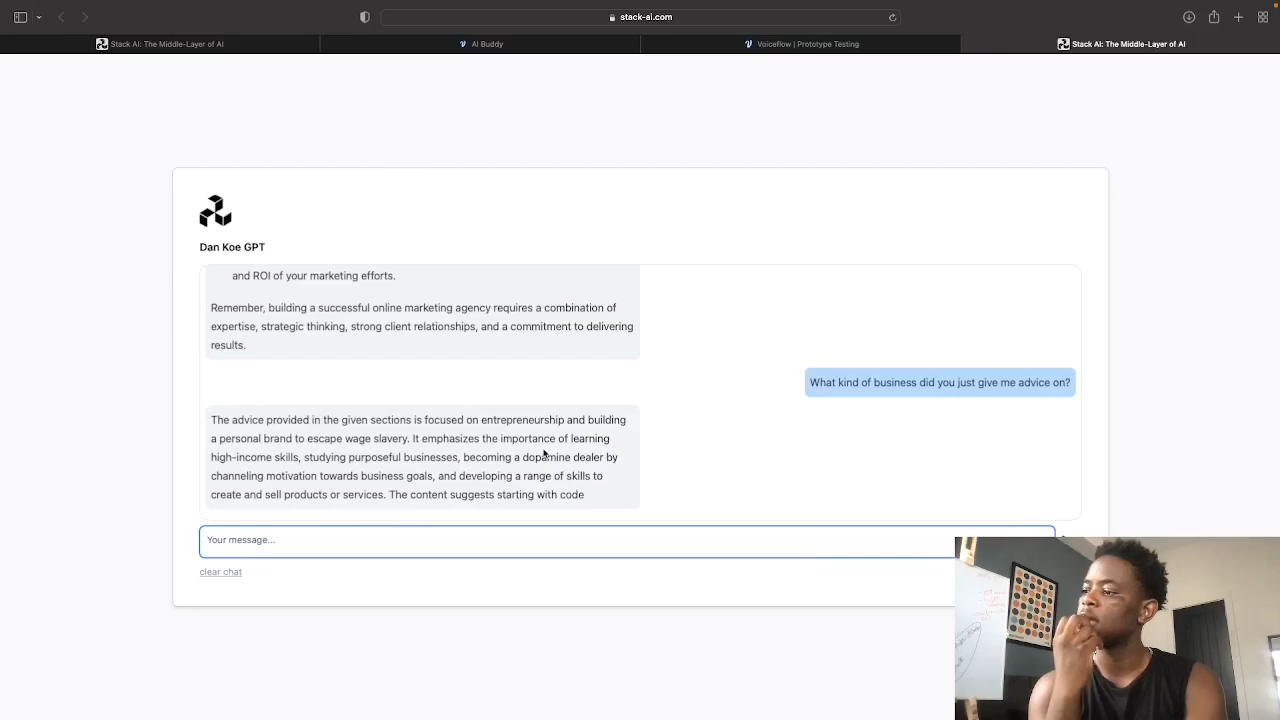 stack-ai.com
Stack AI: The Middle-Layer of AI
AI Buddy
Voiceflow | Prototype Testing
Stack AI: The Middle-Layer of AI
Dan Koe GPT
and ROI of your marketing efforts.
Remember, building a successful online marketing agency requires a combination of
expertise, strategic thinking, strong client relationships, and a commitment to delivering
results.
What kind of business did you just give me advice on?
The advice provided in the given sections is focused on entrepreneurship and building
a personal brand to escape wage slavery. It emphasizes the importance of learning
high-income skills, studying purposeful businesses, becoming a dopamine dealer by
channeling motivation towards business goals, and developing a range of skills to
create and sell products or services. The content suggests starting with code
Your message...
clear chat